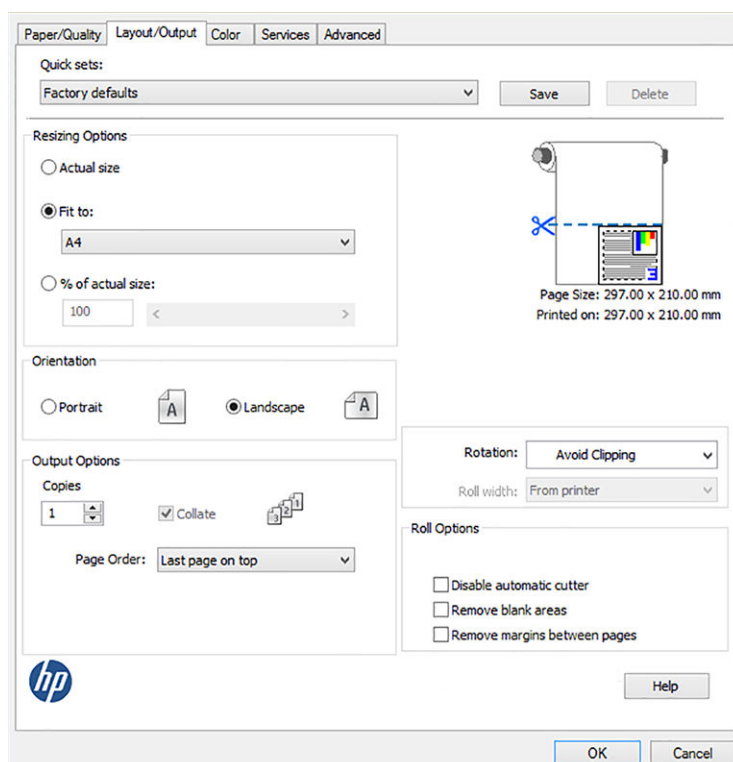 Paper/Quality Layout/Output Color Services Advanced
Quick sets:
Factory defaults Save Delete
Resizing Options
Actual size
Fit to:
A4
% of actual size:
100
Page Size: 297.00 x 210.00 mm
Printed on: 297.00 x 210.00 mm
Orientation
Portrait A Landscape A
Rotation: Avoid Clipping
Roll width: From printer
Output Options
Copies
1 Collate 3 2 1
Page Order: Last page on top
Roll Options
Disable automatic cutter
Remove blank areas
Remove margins between pages
hp
Help
OK Cancel